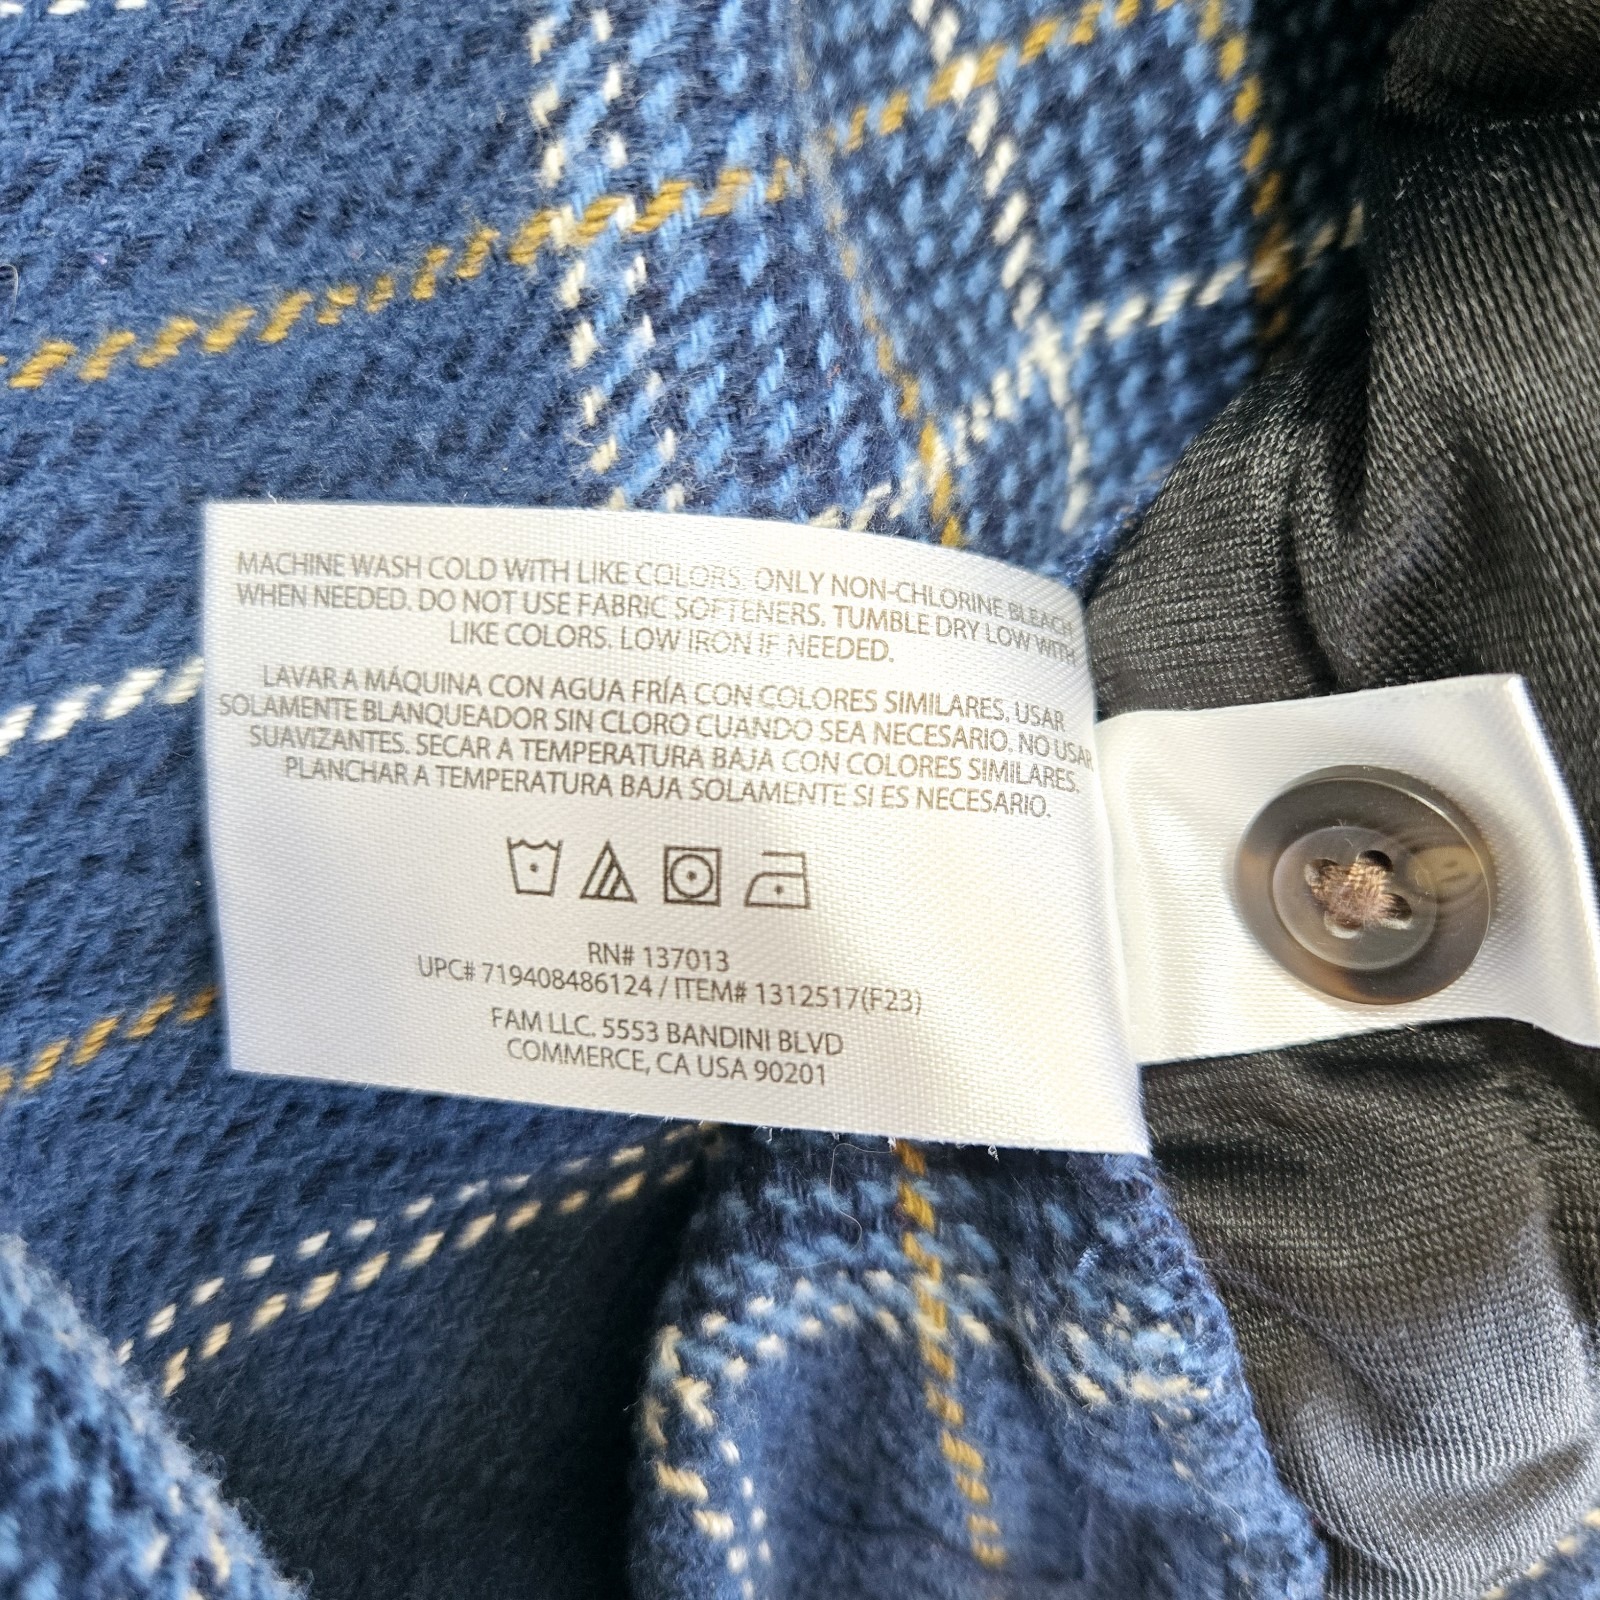 MACHINE WASH COLD WITH LIKE COLORS. ONLY NON-CHLORINE BLEACH
WHEN NEEDED. DO NOT USE FABRIC SOFTENERS. TUMBLE DRY LOW WITH
LIKE COLORS. LOW IRON IF NEEDED.
LAVAR A MÁQUINA CON AGUA FRÍA CON COLORES SIMILARES, USAR
SOLAMENTE BLANQUEADOR SIN CLORO CUANDO SEA NECESARIO. NO USAR
SUAVIZANTES. SECAR A TEMPERATURA BAJA CON COLORES SIMILARES.
PLANCHAR A TEMPERATURA BAJA SOLAMENTE SI ES NECESARIO.
RN# 137013
UPC# 719408486124 / ITEM# 1312517(F23)
FAM LLC. 5553 BANDINI BLVD
COMMERCE, CA USA 90201